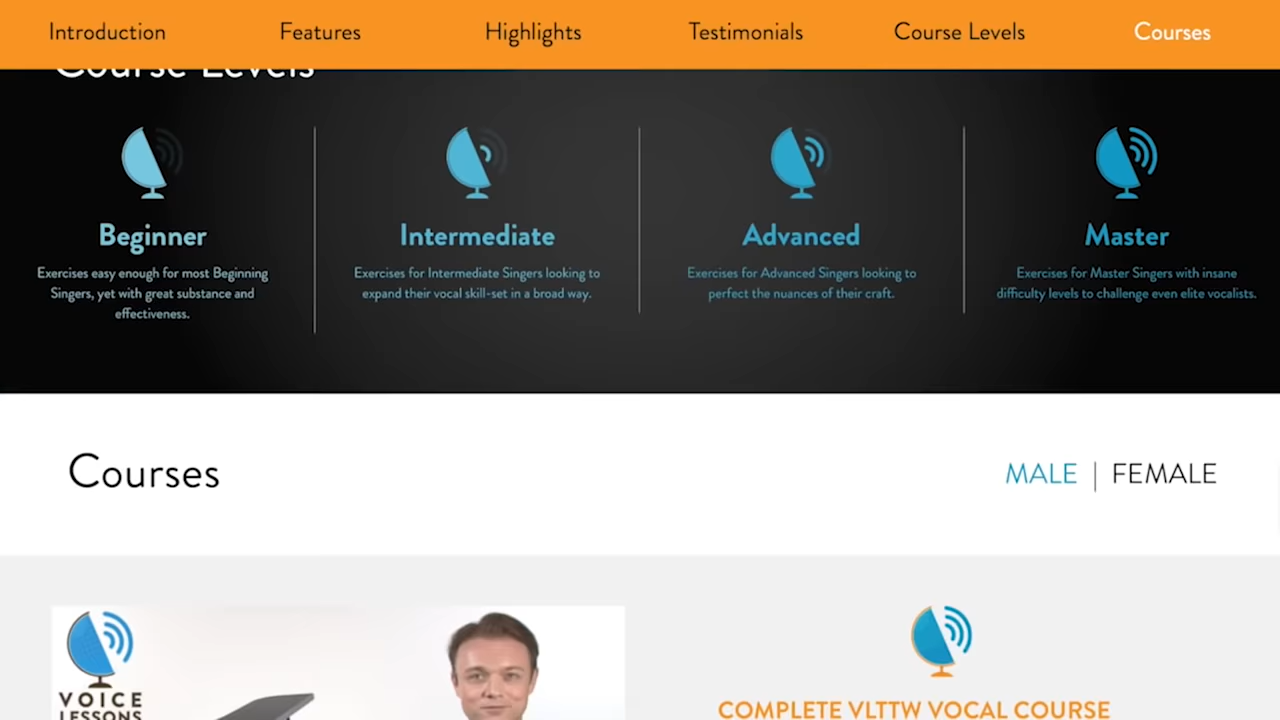 Introduction Features Highlights Testimonials Course Levels Courses
Course Levels
Beginner
Exercises easy enough for most Beginning
Singers, yet with great substance and
effectiveness.
Intermediate
Exercises for Intermediate Singers looking to
expand their vocal skill-set in a broad way.
Advanced
Exercises for Advanced Singers looking to
perfect the nuances of their craft.
Master
Exercises for Master Singers with insane
difficulty levels to challenge even elite vocalists.
Courses
MALE | FEMALE
VOICE
LESSONS
COMPLETE VLTTW VOCAL COURSE